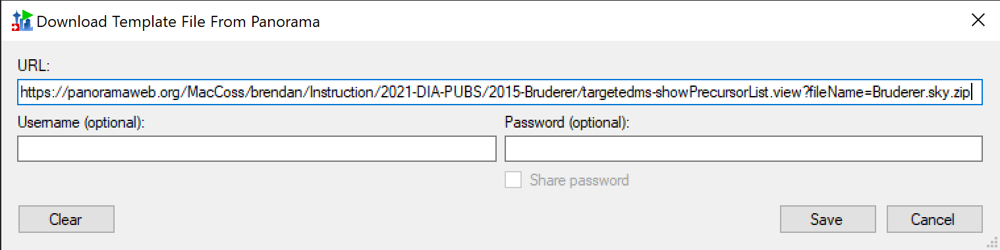 Download Template File From Panorama
URL:
https://panoramaweb.org/MacCoss/brendan/Instruction/2021-DIA-PUBS/2015-Bruderer/targetedms-showPrecursorList.view?fileName=Bruderer.sky.zip
Username (optional): Password (optional):
Share password
Clear Save Cancel